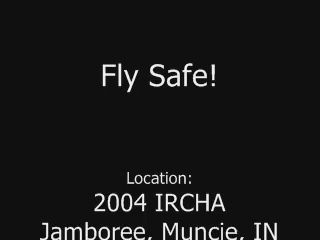 Fly Safe!
Location:
2004 IRCHA
Jamboree, Muncie, IN